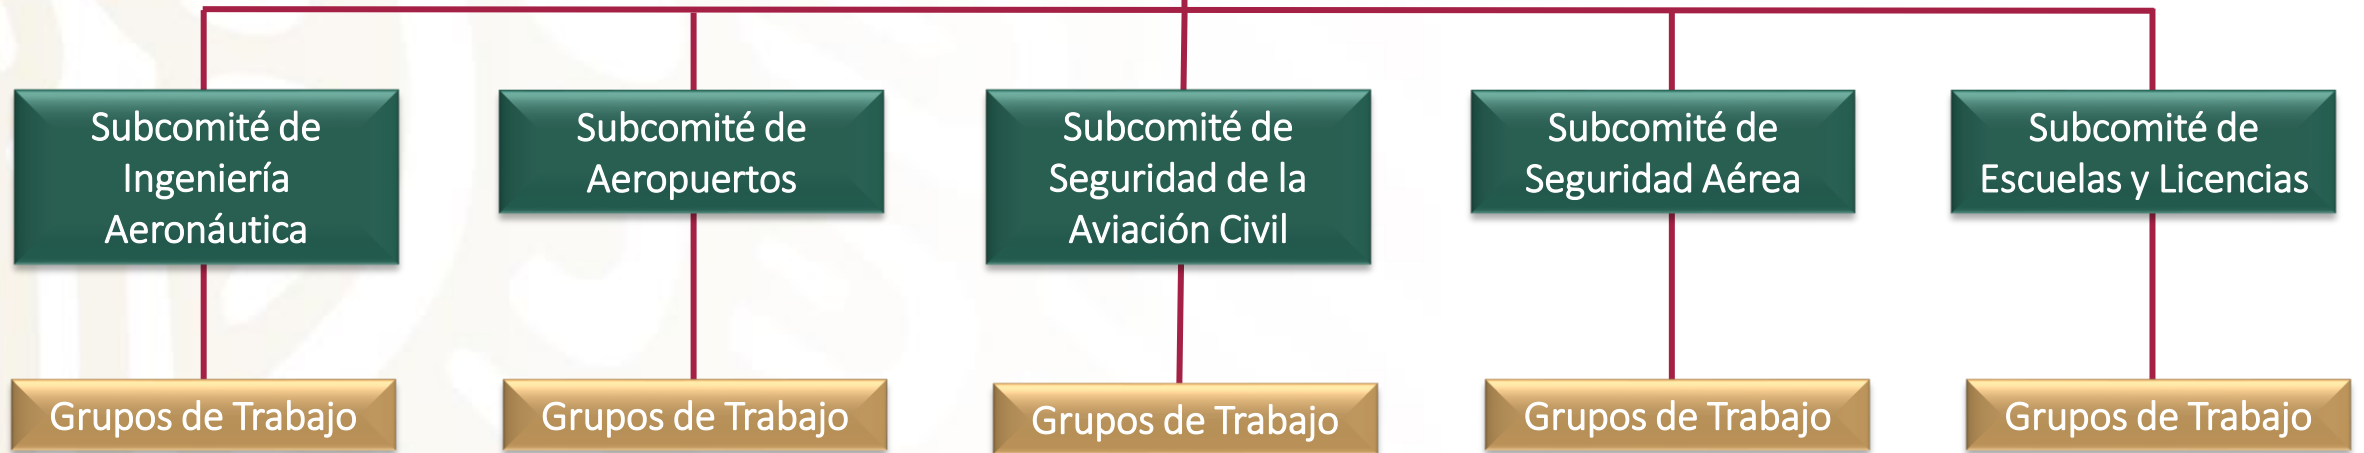 Subcomité de
Ingeniería
Aeronáutica
Subcomité de
Aeropuertos
Subcomité de
Seguridad de la
Aviación Civil
Subcomité de
Seguridad Aérea
Subcomité de
Escuelas y Licencias
Grupos de Trabajo
Grupos de Trabajo
Grupos de Trabajo
Grupos de Trabajo
Grupos de Trabajo